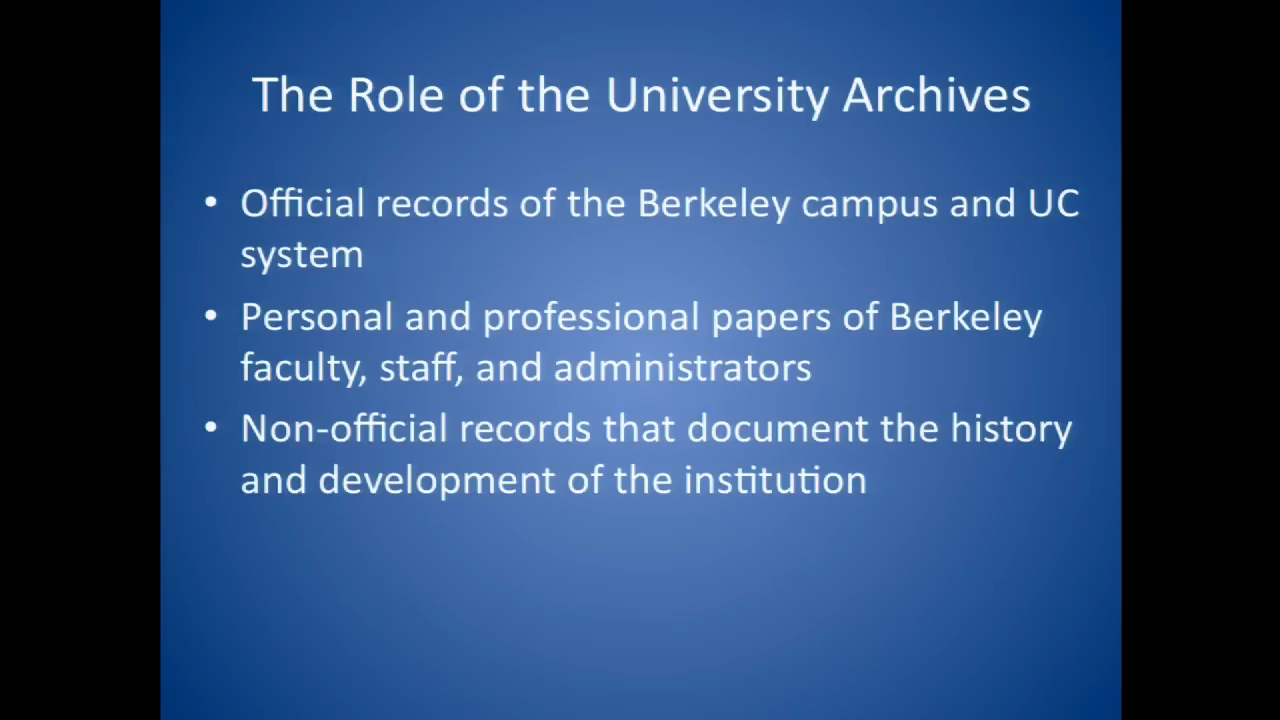 The Role of the University Archives
• Official records of the Berkeley campus and UC
system
• Personal and professional papers of Berkeley
faculty, staff, and administrators
• Non-official records that document the history
and development of the institution